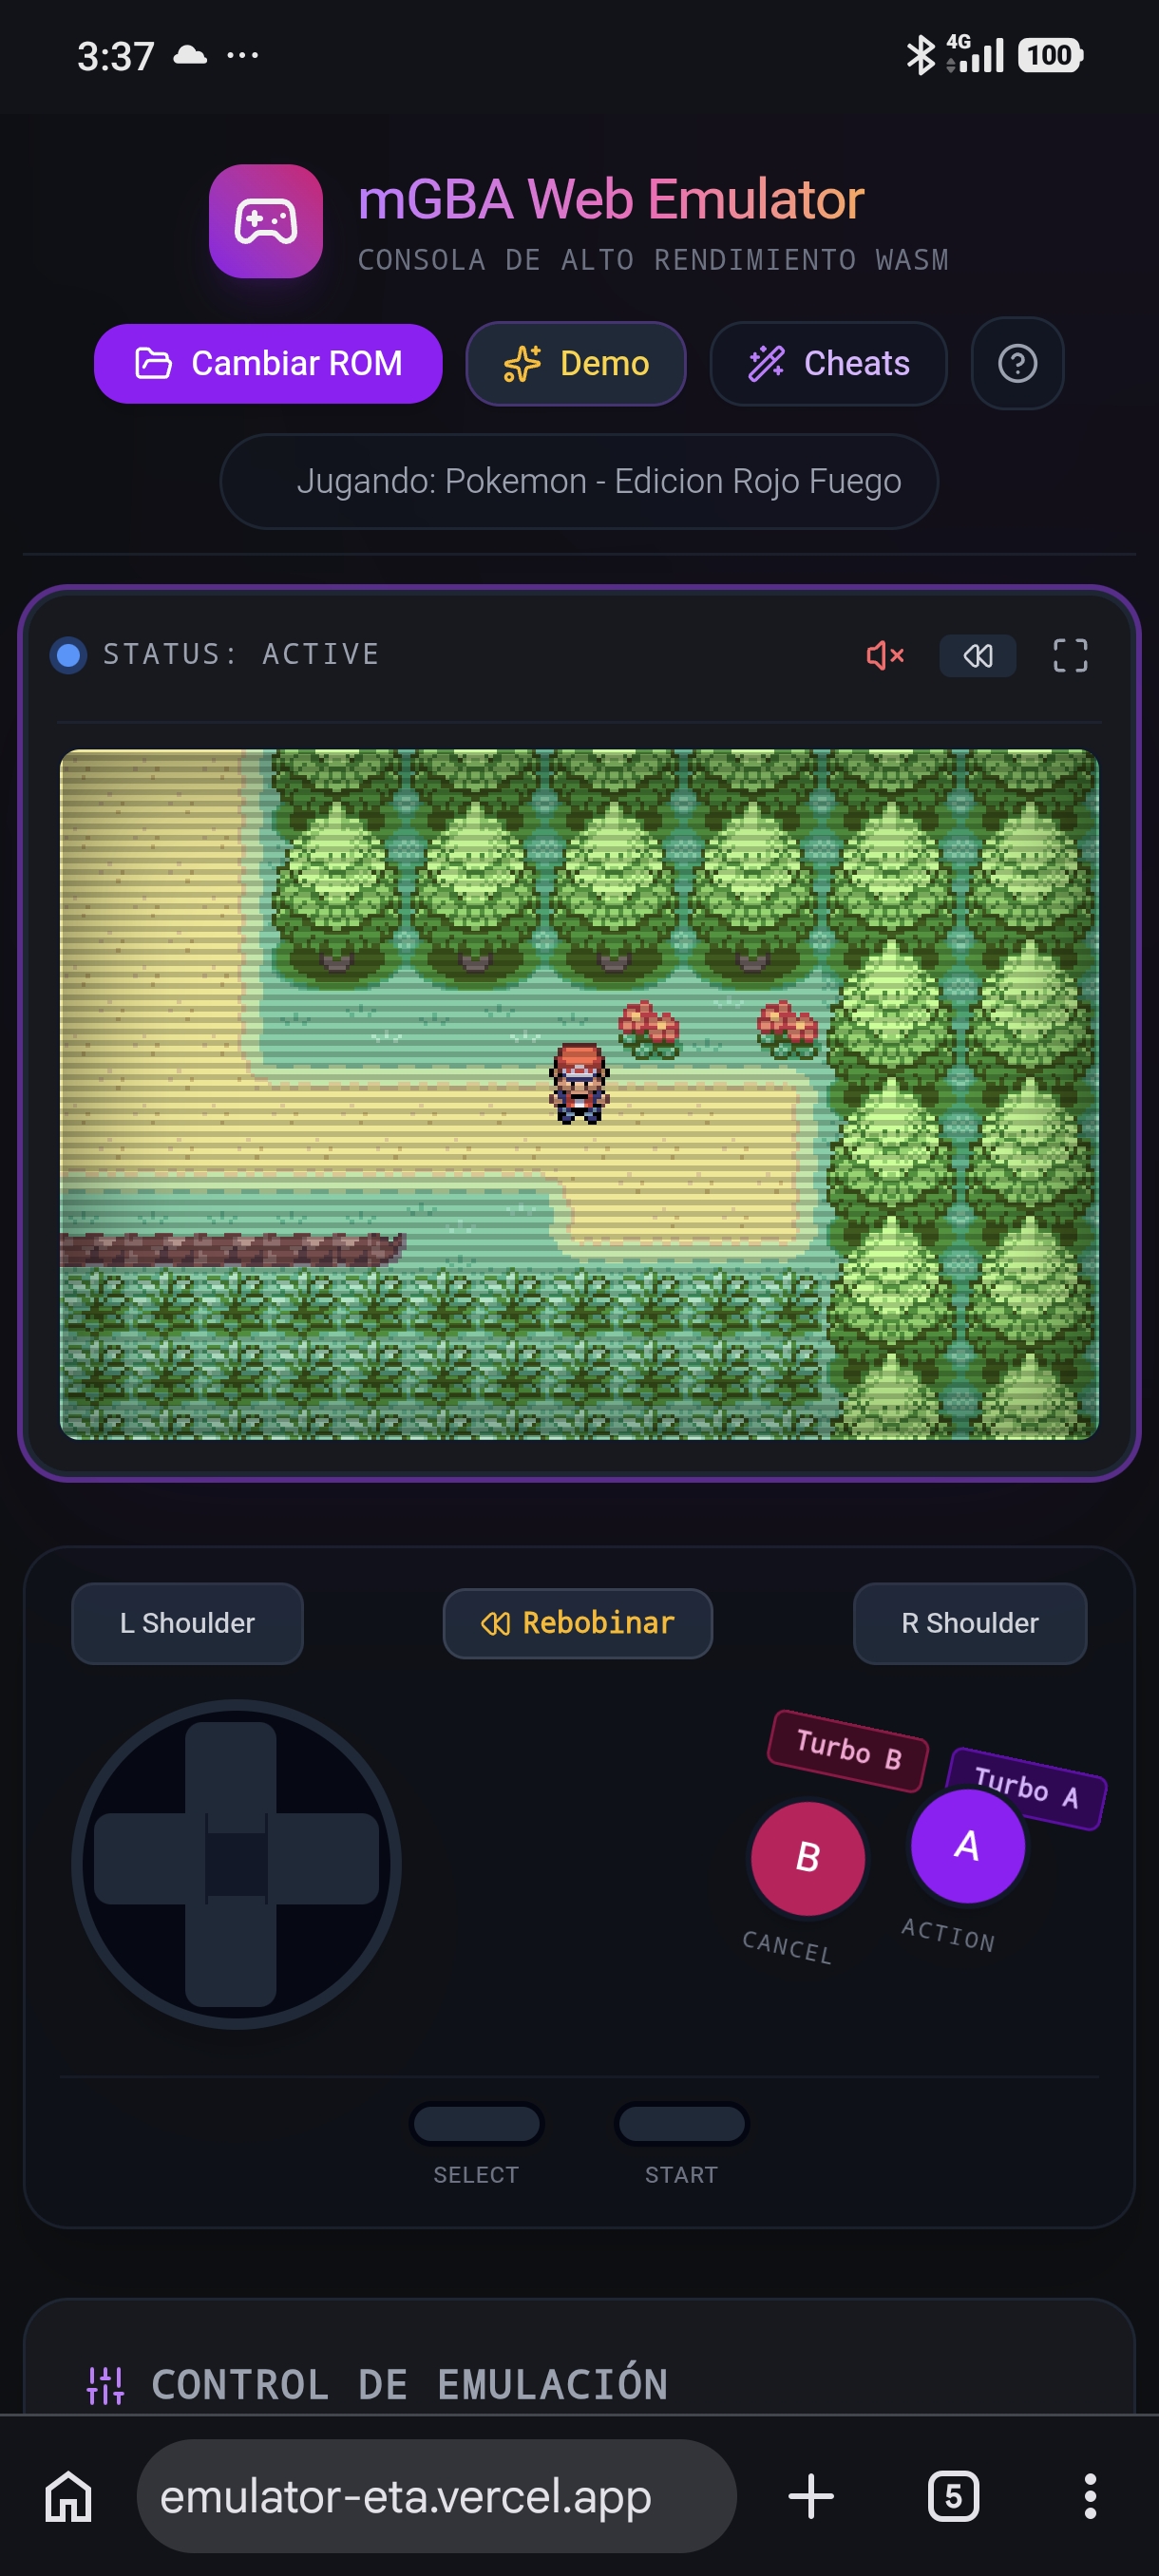 3:37
4G
100
mGBA Web Emulator
CONSOLA DE ALTO RENDIMIENTO WASM
Cambiar ROM
Demo
Cheats
Jugando: Pokemon - Edicion Rojo Fuego
STATUS: ACTIVE
L Shoulder
Rebobinar
R Shoulder
Turbo B
Turbo A
B
A
CANCEL
ACTION
SELECT
START
CONTROL DE EMULACIÓN
emulator-eta.vercel.app
5